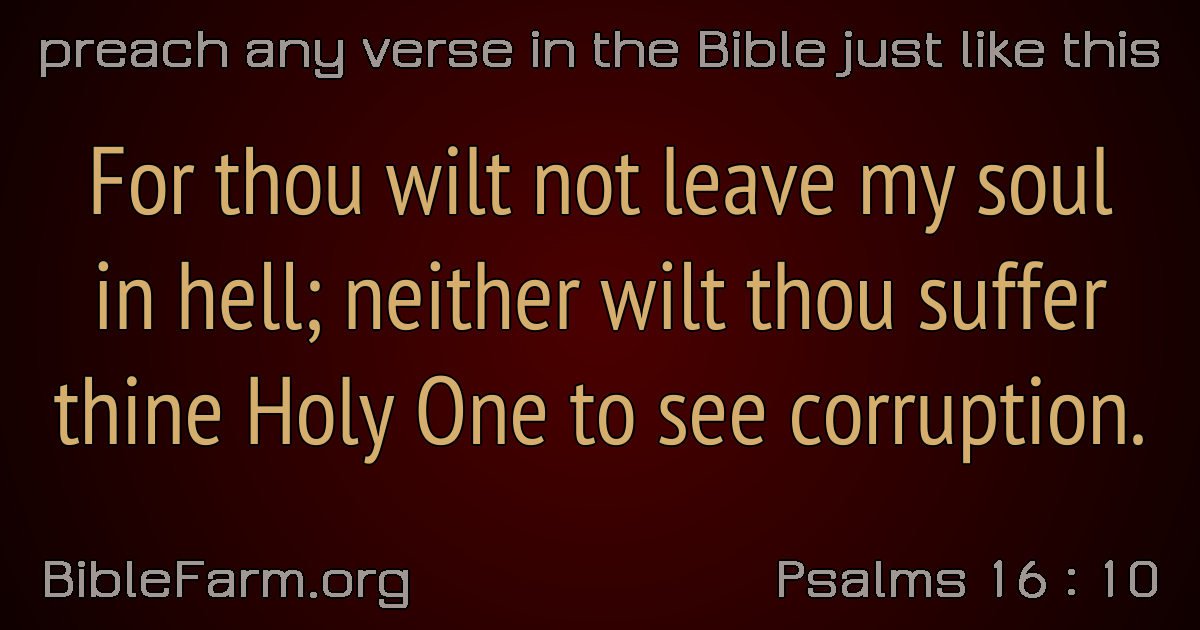 preach any verse in the Bible just like this
For thou wilt not leave my soul
in hell; neither wilt thou suffer
thine Holy One to see corruption.
BibleFarm.org
Psalms 16 : 10